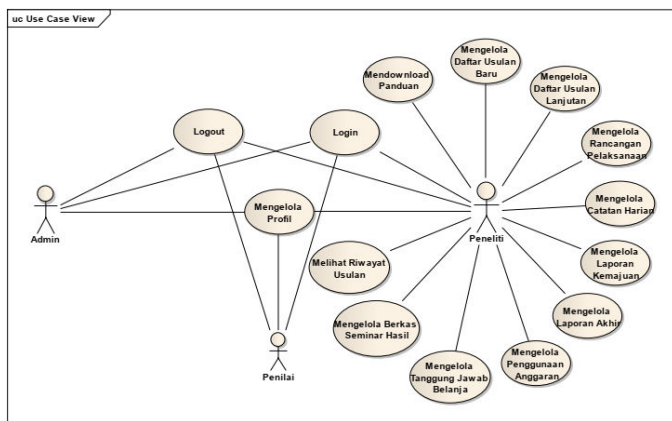 uc Use Case View
Mengelola
Daftar Usulan
Baru
Mendownload
Panduan
Mengelola
Daftar Usulan
Lanjutan
Logout
Login
Mengelola
Rancangan
Pelaksanaan
Mengelola
Catatan Harian
Admin
Mengelola
Profil
Peneliti
Mengelola
Laporan
Kemajuan
Melihat Riwayat
Usulan
Mengelola
Laporan Akhir
Mengelola Berkas
Seminar Hasil
Mengelola
Penggunaan
Anggaran
Mengelola
Tanggung Jawab
Belanja
Penilai